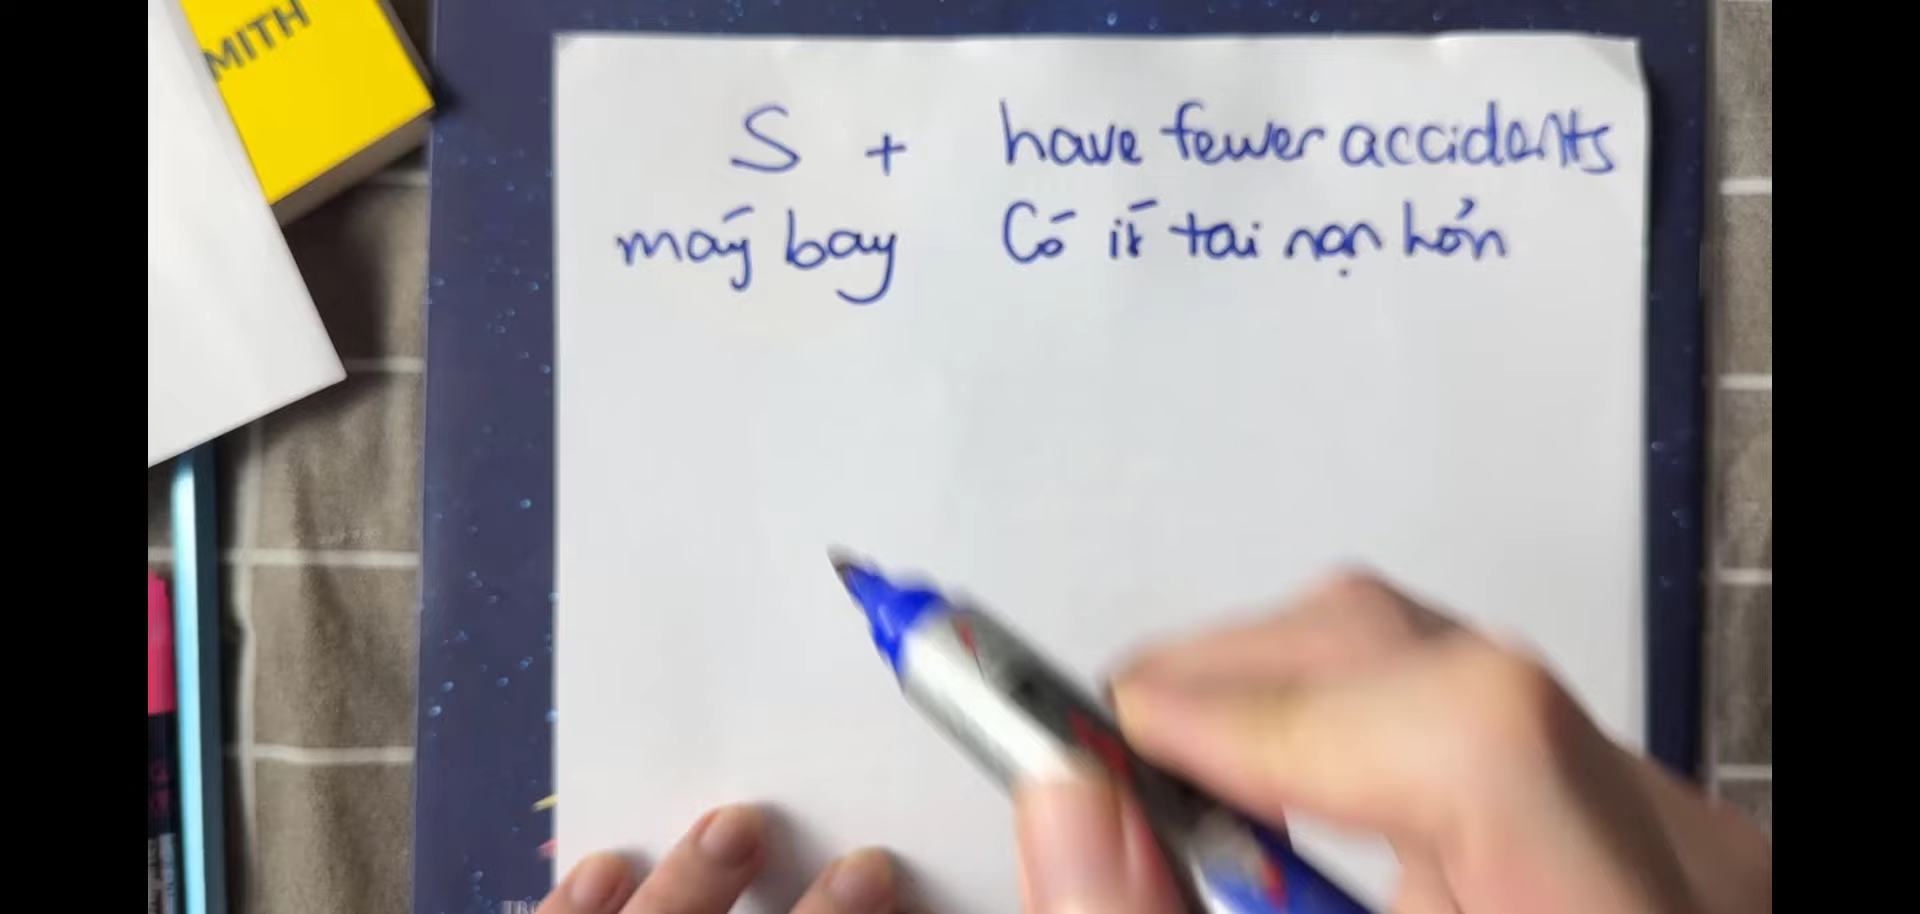 MITH
S + have fewer accidents
máy bay Có ít tai nạn hơn